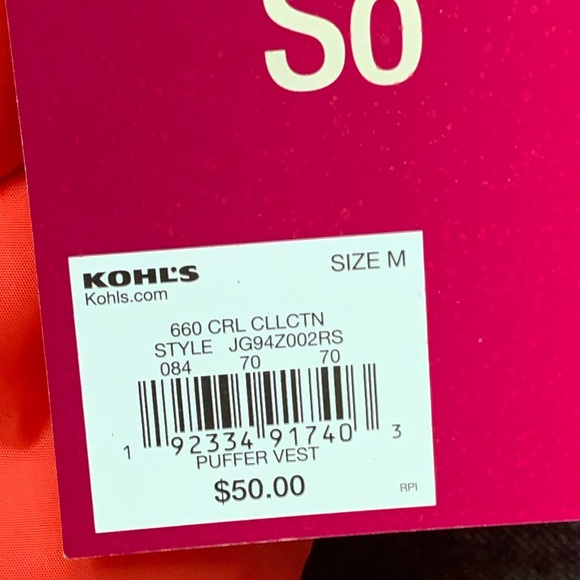 So
KOHL'S
SIZE M
Kohls.com
660 CRL CLLCTN
STYLE JG94Z002RS
084 70 70
1 92334 91740 3
PUFFER VEST
$50.00
RPI